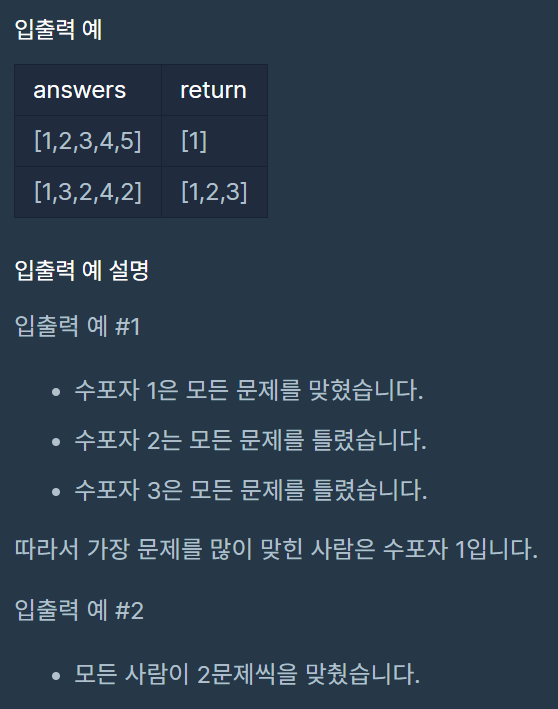 입출력 예
answers return
[1,2,3,4,5] [1]
[1,3,2,4,2] [1,2,3]
입출력 예 설명
입출력 예 #1
수포자 1은 모든 문제를 맞혔습니다.
수포자 2는 모든 문제를 틀렸습니다.
수포자 3은 모든 문제를 틀렸습니다.
따라서 가장 문제를 많이 맞힌 사람은 수포자 1입니다.
입출력 예 #2
모든 사람이 2문제씩을 맞췄습니다.